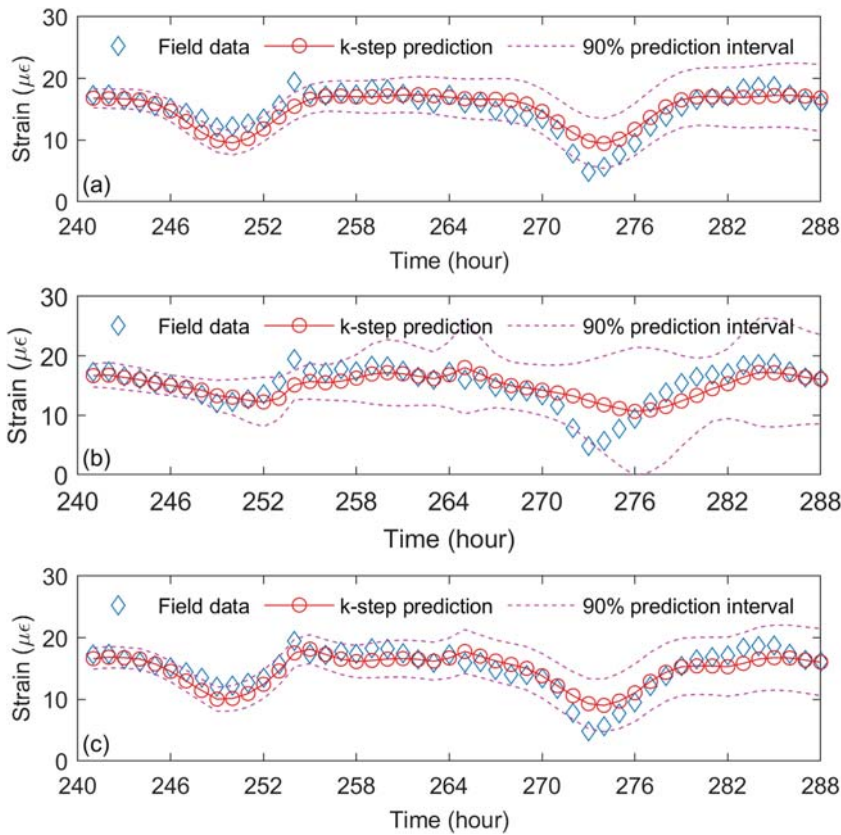 30
Field data k-step prediction 90% prediction interval
20
Strain (με)
10
(a)
0
240 246 252 258 264 270 276 282 288
Time (hour)
30
Field data k-step prediction 90% prediction interval
20
Strain (με)
10
(b)
0
240 246 252 258 264 270 276 282 288
Time (hour)
30
Field data k-step prediction 90% prediction interval
20
Strain (με)
10
(c)
0
240 246 252 258 264 270 276 282 288
Time (hour)